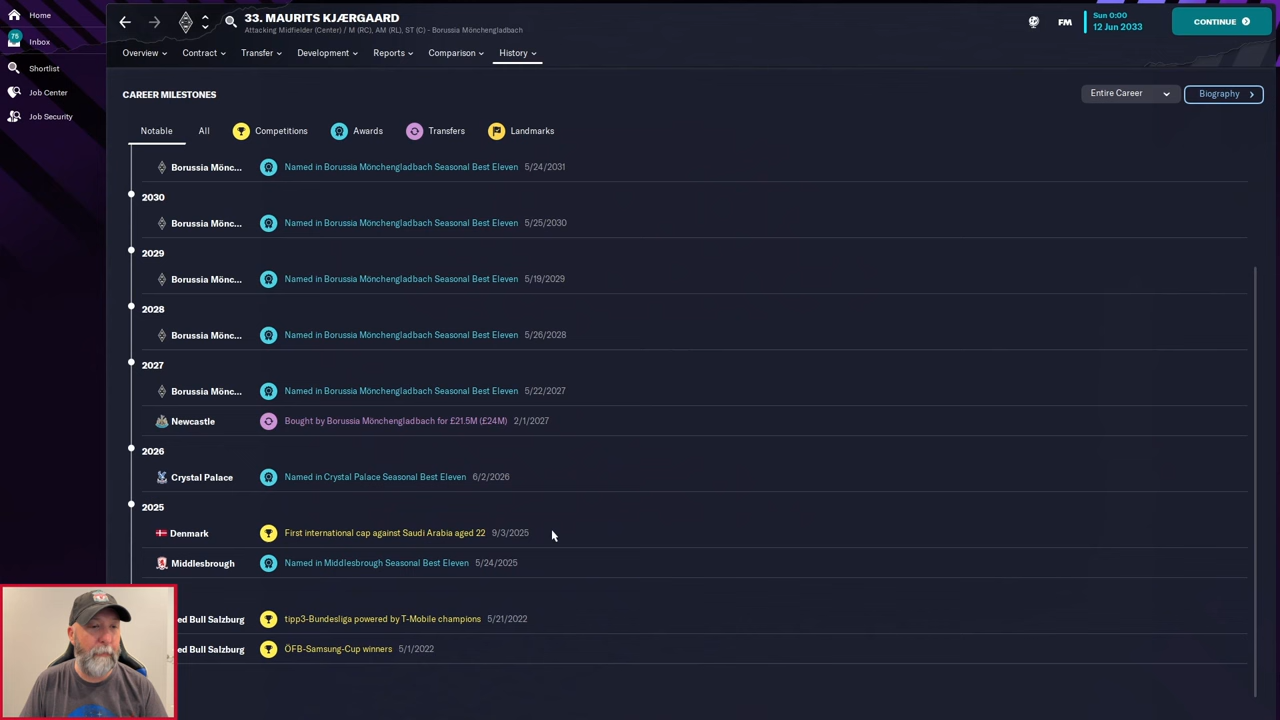 Home
75
Inbox
Shortlist
Job Center
Job Security
33. MAURITS KJÆRGAARD
Attacking Midfielder (Center) / M (RC), AM (RL), ST (C) - Borussia Mönchengladbach
FM
Sun 0:00
12 Jun 2033
CONTINUE
Overview
Contract
Transfer
Development
Reports
Comparison
History
CAREER MILESTONES
Entire Career
Biography
Notable
All
Competitions
Awards
Transfers
Landmarks
Borussia Mönc... Named in Borussia Mönchengladbach Seasonal Best Eleven 5/24/2031
2030
Borussia Mönc... Named in Borussia Mönchengladbach Seasonal Best Eleven 5/25/2030
2029
Borussia Mönc... Named in Borussia Mönchengladbach Seasonal Best Eleven 5/19/2029
2028
Borussia Mönc... Named in Borussia Mönchengladbach Seasonal Best Eleven 5/26/2028
2027
Borussia Mönc... Named in Borussia Mönchengladbach Seasonal Best Eleven 5/22/2027
Newcastle Bought by Borussia Mönchengladbach for £21.5M (£24M) 2/1/2027
2026
Crystal Palace Named in Crystal Palace Seasonal Best Eleven 6/2/2026
2025
Denmark First international cap against Saudi Arabia aged 22 9/3/2025
Middlesbrough Named in Middlesbrough Seasonal Best Eleven 5/24/2025
ed Bull Salzburg tipp3-Bundesliga powered by T-Mobile champions 5/21/2022
ed Bull Salzburg ÖFB-Samsung-Cup winners 5/1/2022